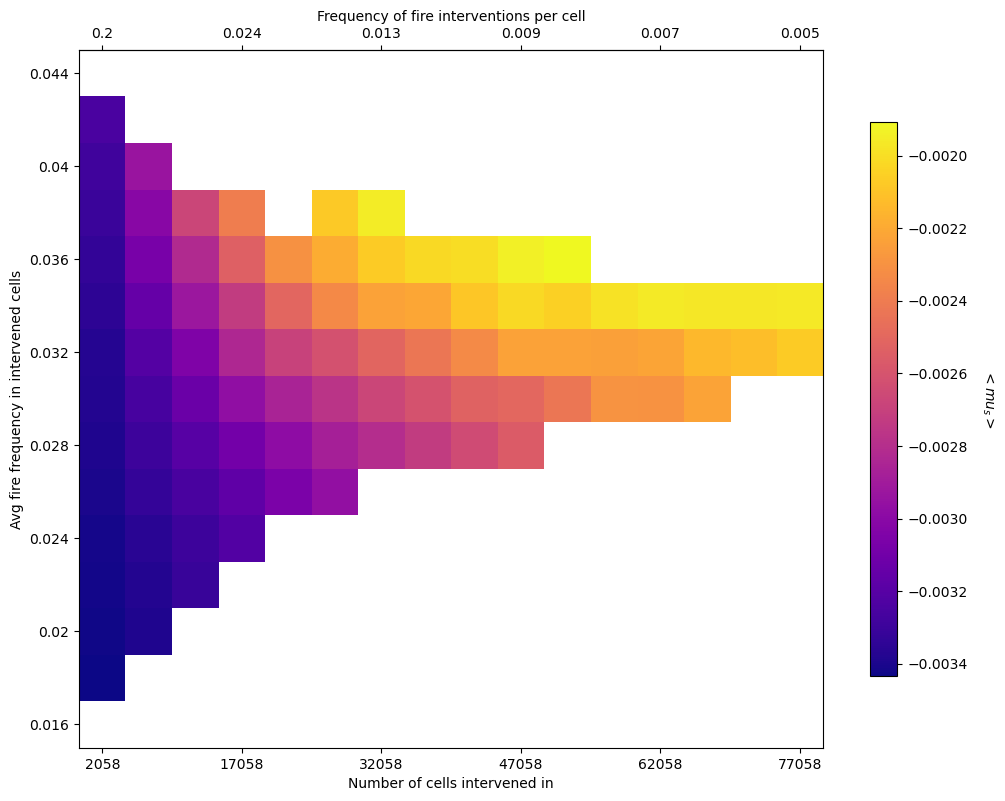 Frequency of fire interventions per cell
0.2 0.024 0.013 0.009 0.007 0.005
0.044
0.04
0.036
0.032
0.028
0.024
0.02
0.016
Avg fire frequency in intervened cells
2058 17058 32058 47058 62058 77058
Number of cells intervened in
−0.0020
−0.0022
−0.0024
−0.0026
−0.0028
−0.0030
−0.0032
−0.0034
< mu_s >